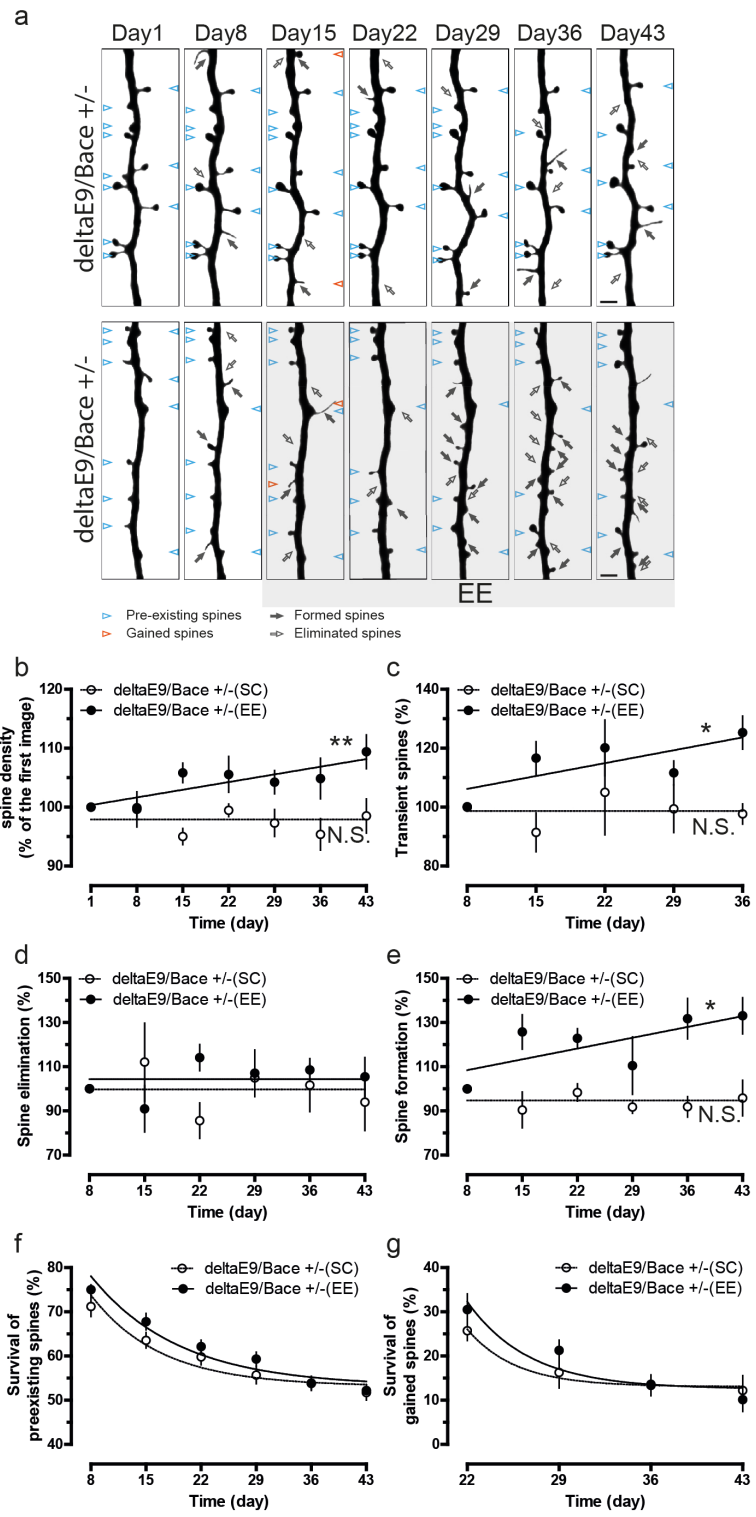 a
Day1 Day8 Day15 Day22 Day29 Day36 Day43
deltaE9/Bace +/-
deltaE9/Bace +/-
EE
Pre-existing spines
Formed spines
Gained spines
Eliminated spines
b
deltaE9/Bace +/-(SC)
deltaE9/Bace +/-(EE)
spine density
(% of the first image)
120
110
100
90
**
N.S.
1 8 15 22 29 36 43
Time (day)
c
deltaE9/Bace +/-(SC)
deltaE9/Bace +/-(EE)
Transient spines (%)
140
120
100
80
*
N.S.
8 15 22 29 36
Time (day)
d
deltaE9/Bace +/-(SC)
deltaE9/Bace +/-(EE)
Spine elimination (%)
150
130
110
90
70
8 15 22 29 36 43
Time (day)
e
deltaE9/Bace +/-(SC)
deltaE9/Bace +/-(EE)
Spine formation (%)
150
130
110
90
70
*
N.S.
8 15 22 29 36 43
Time (day)
f
deltaE9/Bace +/-(SC)
deltaE9/Bace +/-(EE)
Survival of
preexisting spines (%)
80
70
60
50
40
8 15 22 29 36 43
Time (day)
g
deltaE9/Bace +/-(SC)
deltaE9/Bace +/-(EE)
Survival of
gained spines (%)
40
30
20
10
0
22 29 36 43
Time (day)